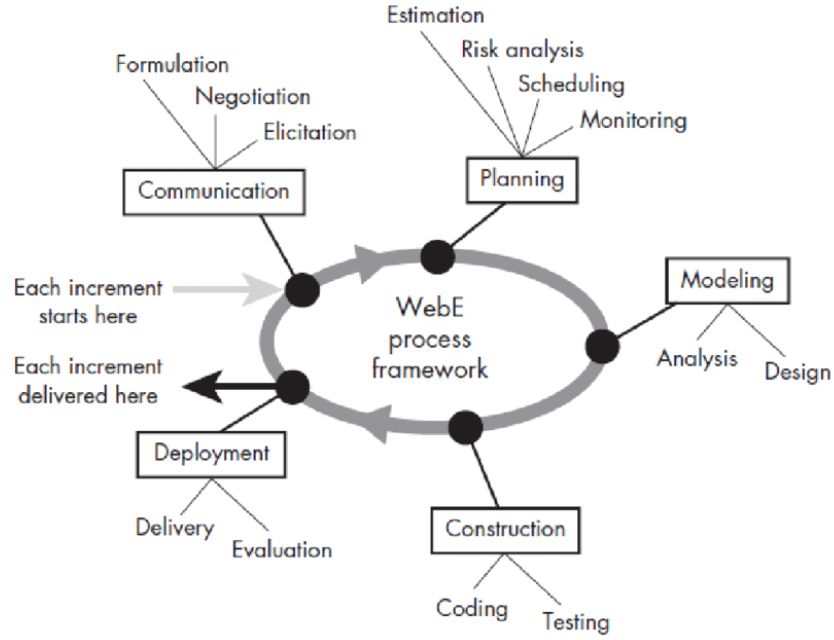 Estimation
Risk analysis
Scheduling
Monitoring
Planning
Formulation
Negotiation
Elicitation
Communication
Each increment
starts here
WebE
process
framework
Modeling
Analysis
Design
Each increment
delivered here
Deployment
Delivery
Evaluation
Construction
Coding
Testing